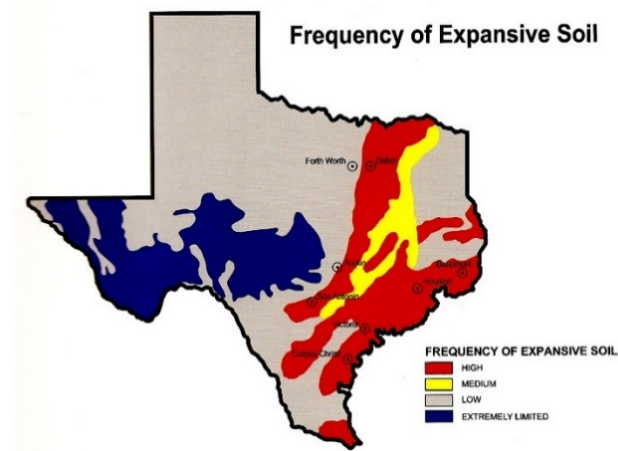 Frequency of Expansive Soil
Forth Worth
Dallas
Austin
Beaumont
Houston
San Antonio
Victoria
Corpus Christi
FREQUENCY OF EXPANSIVE SOIL
HIGH
MEDIUM
LOW
EXTREMELY LIMITED